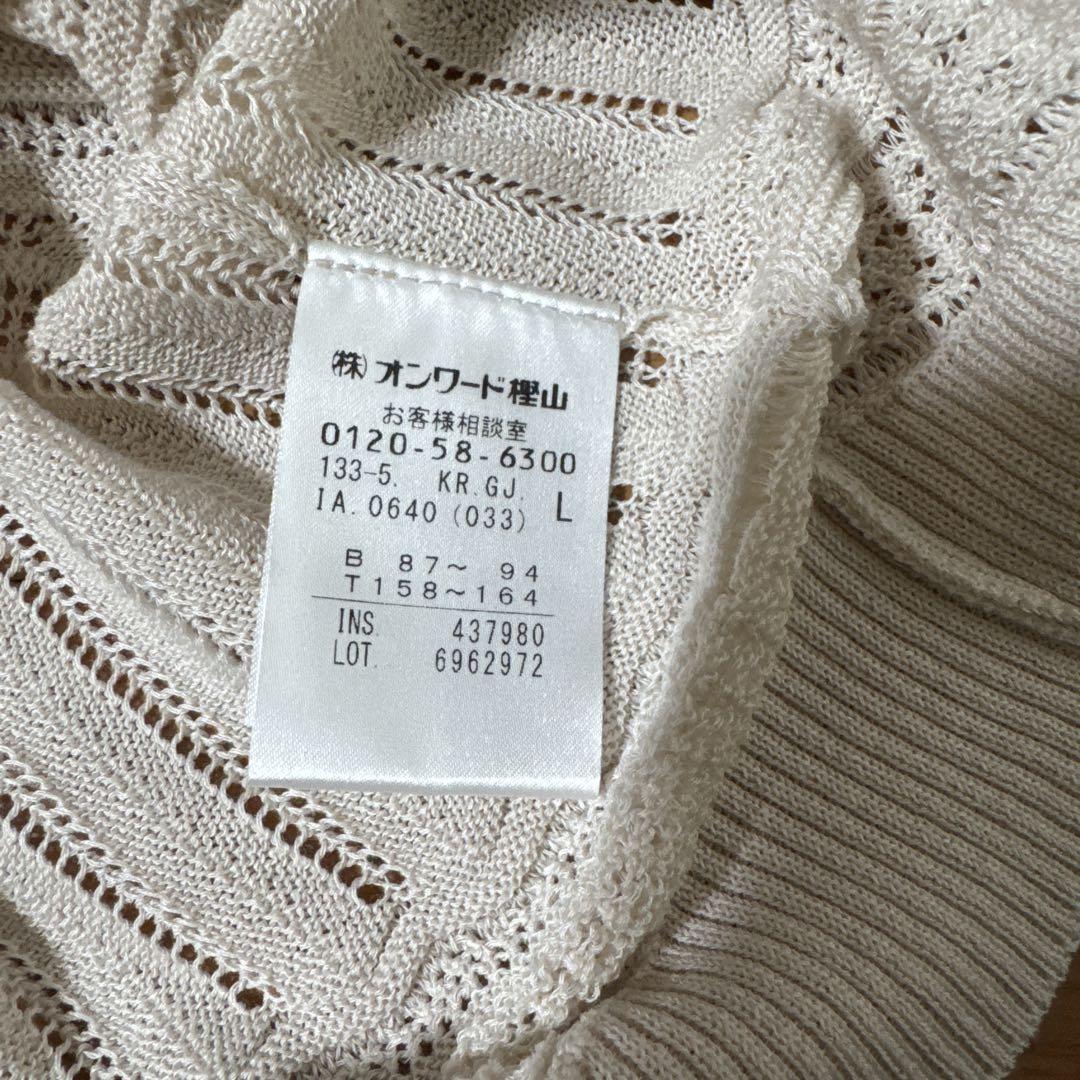 ㈱オンワード樫山
お客様相談室
0120-58-6300
133-5. KR.GJ.
IA.0640(033) L
B 87～ 94
T158～164
INS. 437980
LOT. 6962972